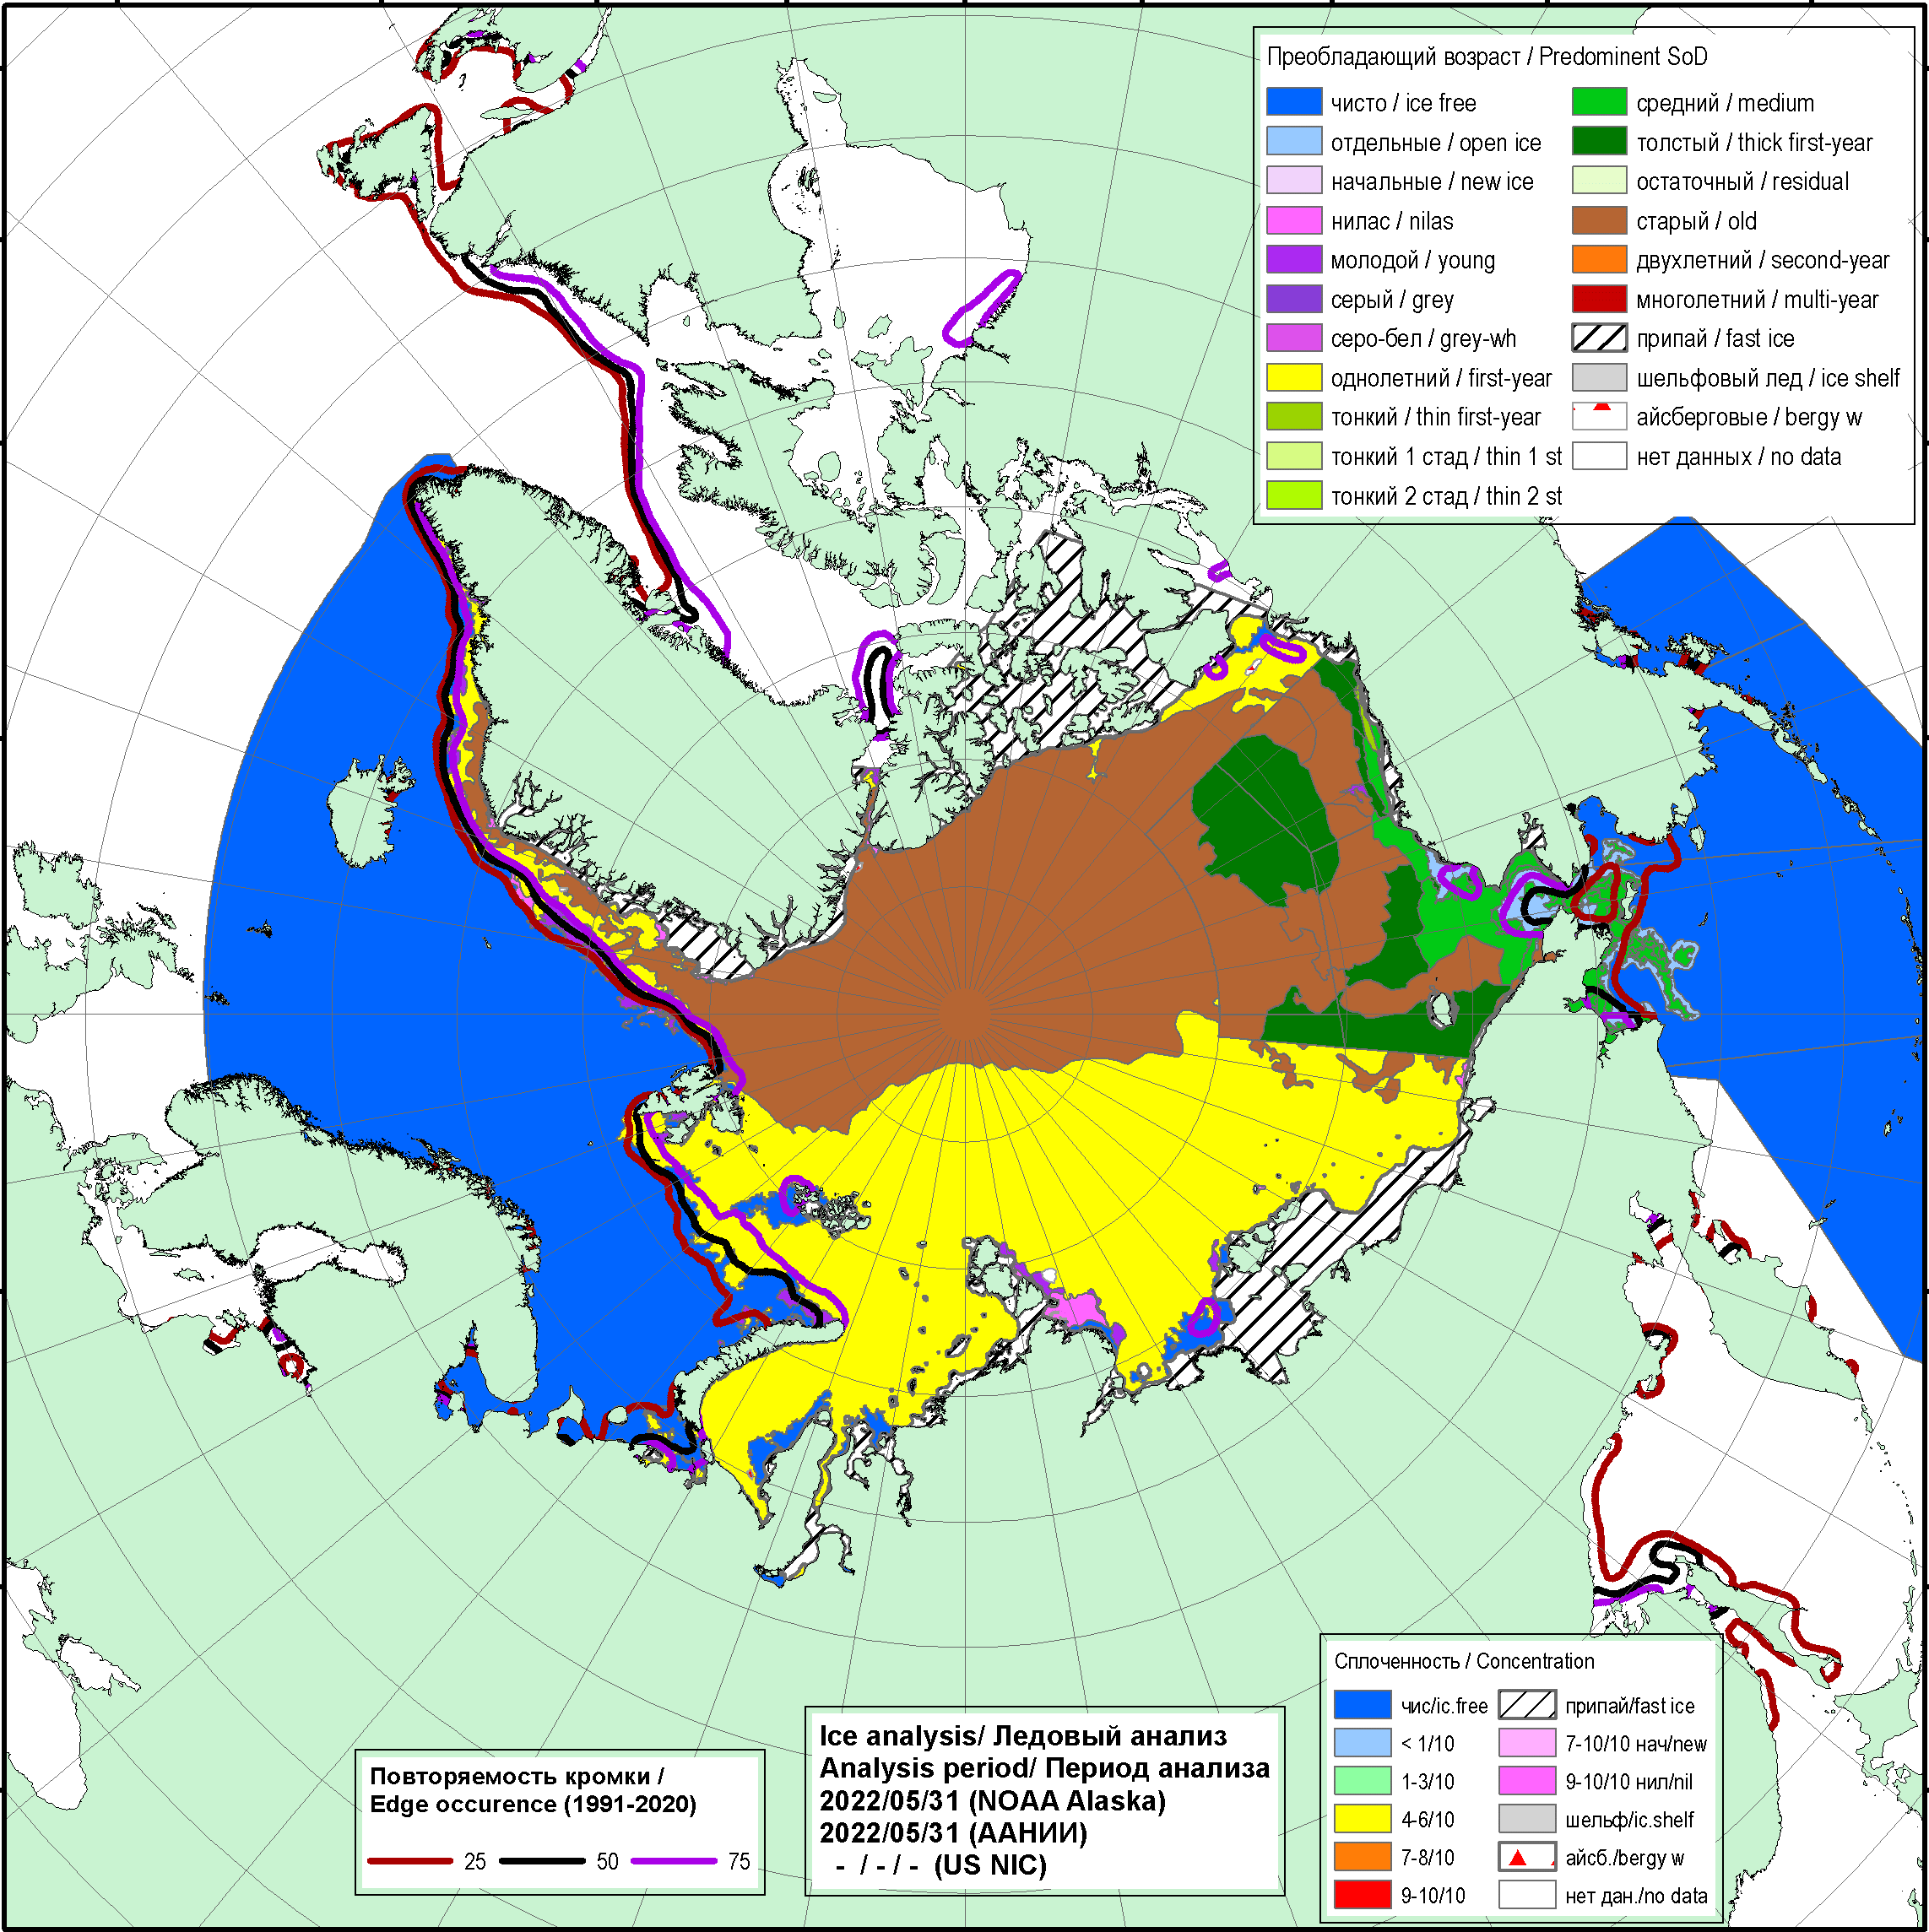 Преобладающий возраст / Predominent SoD
чисто / ice free
отдельные / open ice
начальные / new ice
нилас / nilas
молодой / young
серый / grey
серо-бел / grey-wh
однолетний / first-year
тонкий / thin first-year
тонкий 1 стад / thin 1 st
тонкий 2 стад / thin 2 st
средний / medium
толстый / thick first-year
остаточный / residual
старый / old
двухлетний / second-year
многолетний / multi-year
припай / fast ice
шельфовый лед / ice shelf
айсберговые / bergy w
нет данных / no data
Повторяемость кромки /
Edge occurence (1991-2020)
25 50 75
Ice analysis/ Ледовый анализ
Analysis period/ Период анализа
2022/05/31 (NOAA Alaska)
2022/05/31 (ААНИИ)
- / - / - (US NIC)
Сплоченность / Concentration
чис/ic.free
< 1/10
1-3/10
4-6/10
7-8/10
9-10/10
припай/fast ice
7-10/10 нач/new
9-10/10 нил/nil
шельф/ic.shelf
айсб./bergy w
нет дан./no data